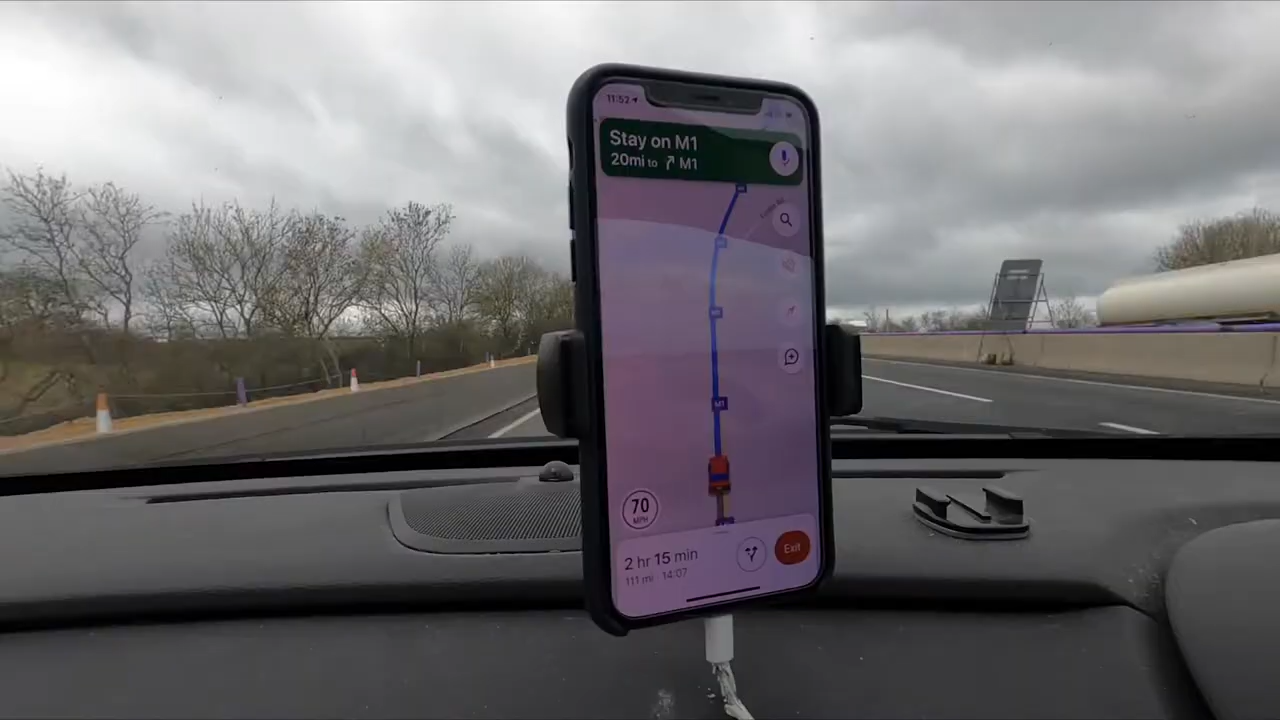 11:52
Stay on M1
20mi to M1
M1
70
MPH
2 hr 15 min
111 mi · 14:07
Exit